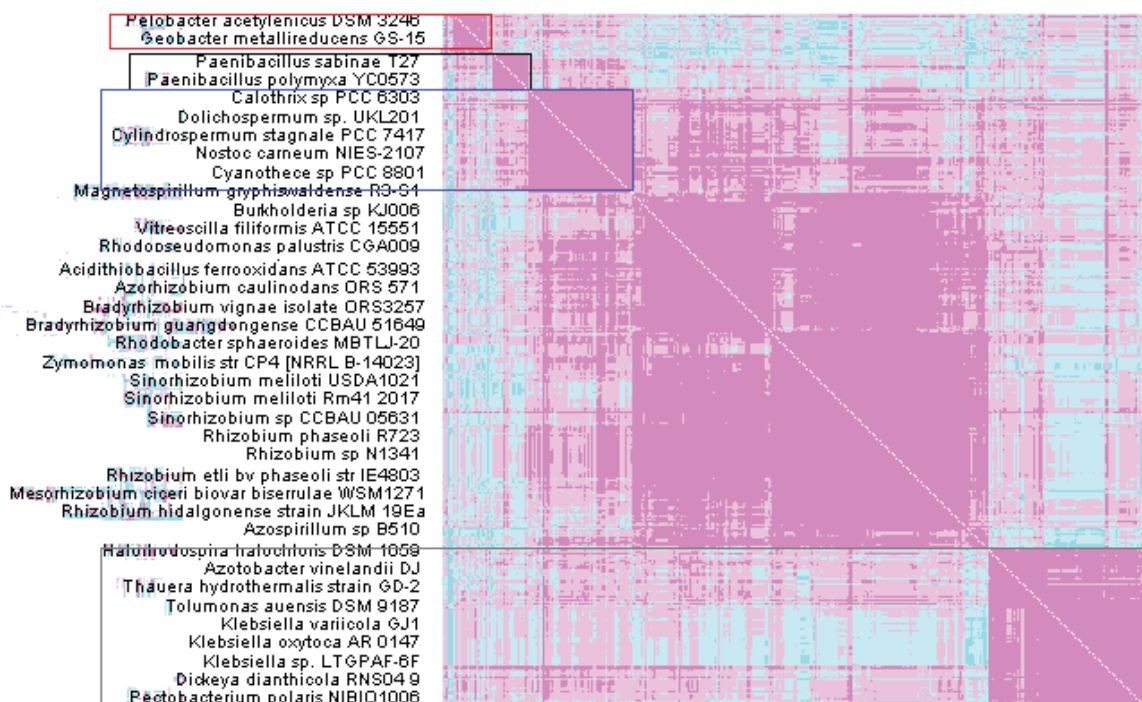 Pelobacter acetylenicus DSM 3246
Geobacter metallireducens GS-15
Paenibacillus sabinae T27
Paenibacillus polymyxa YC0573
Calothrix sp PCC 6303
Dolichospermum sp. UKL201
Cylindrospermum stagnale PCC 7417
Nostoc carneum NIES-2107
Cyanothece sp PCC 8801
Magnetospirillum gryphiswaldense R3-S1
Burkholderia sp KJ006
Vitreoscilla filiformis ATCC 15551
Rhodopseudomonas palustris CGA009
Acidithiobacillus ferrooxidans ATCC 53993
Azorhizobium caulinodans ORS 571
Bradyrhizobium vignae isolate ORS3257
Bradyrhizobium guangdongense CCBAU 51649
Rhodobacter sphaeroides MBTLJ-20
Zymomonas mobilis str CP4 [NRRL B-14023]
Sinorhizobium meliloti USDA1021
Sinorhizobium meliloti Rm41 2017
Sinorhizobium sp CCBAU 05631
Rhizobium phaseoli R723
Rhizobium sp N1341
Rhizobium etli bv phaseoli str IE4803
Mesorhizobium ciceri biovar biserrulae WSM1271
Rhizobium hidalgonense strain JKLM 19Ea
Azospirillum sp B510
Halorhodospira halochloris DSM 1059
Azotobacter vinelandii DJ
Thauera hydrothermalis strain GD-2
Tolumonas auensis DSM 9187
Klebsiella variicola GJ1
Klebsiella oxytoca AR 0147
Klebsiella sp. LTGPAF-6F
Dickeya dianthicola RNS04 9
Pectobacterium polaris NIBIO1006